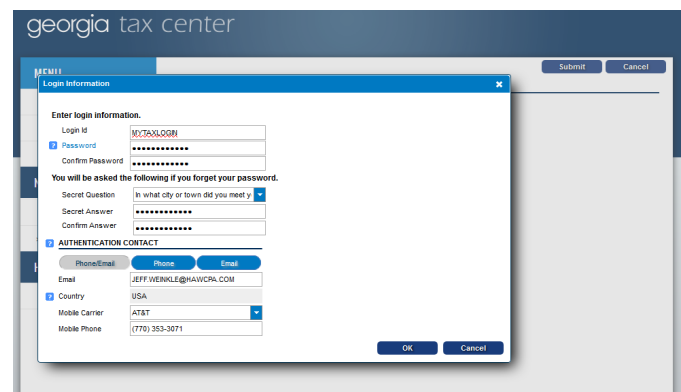 georgia tax center
MENU
Submit Cancel
Login Information
Enter login information.
Login Id MYTAXLOGIN
? Password ••••••••••••
Confirm Password ••••••••••••
You will be asked the following if you forget your password.
Secret Question In what city or town did you meet y
Secret Answer ••••••••••••
Confirm Answer ••••••••••••
? AUTHENTICATION CONTACT
Phone/Email Phone Email
Email JEFF.WEINKLE@HAWCPA.COM
? Country USA
Mobile Carrier AT&T
Mobile Phone (770) 353-3071
OK Cancel